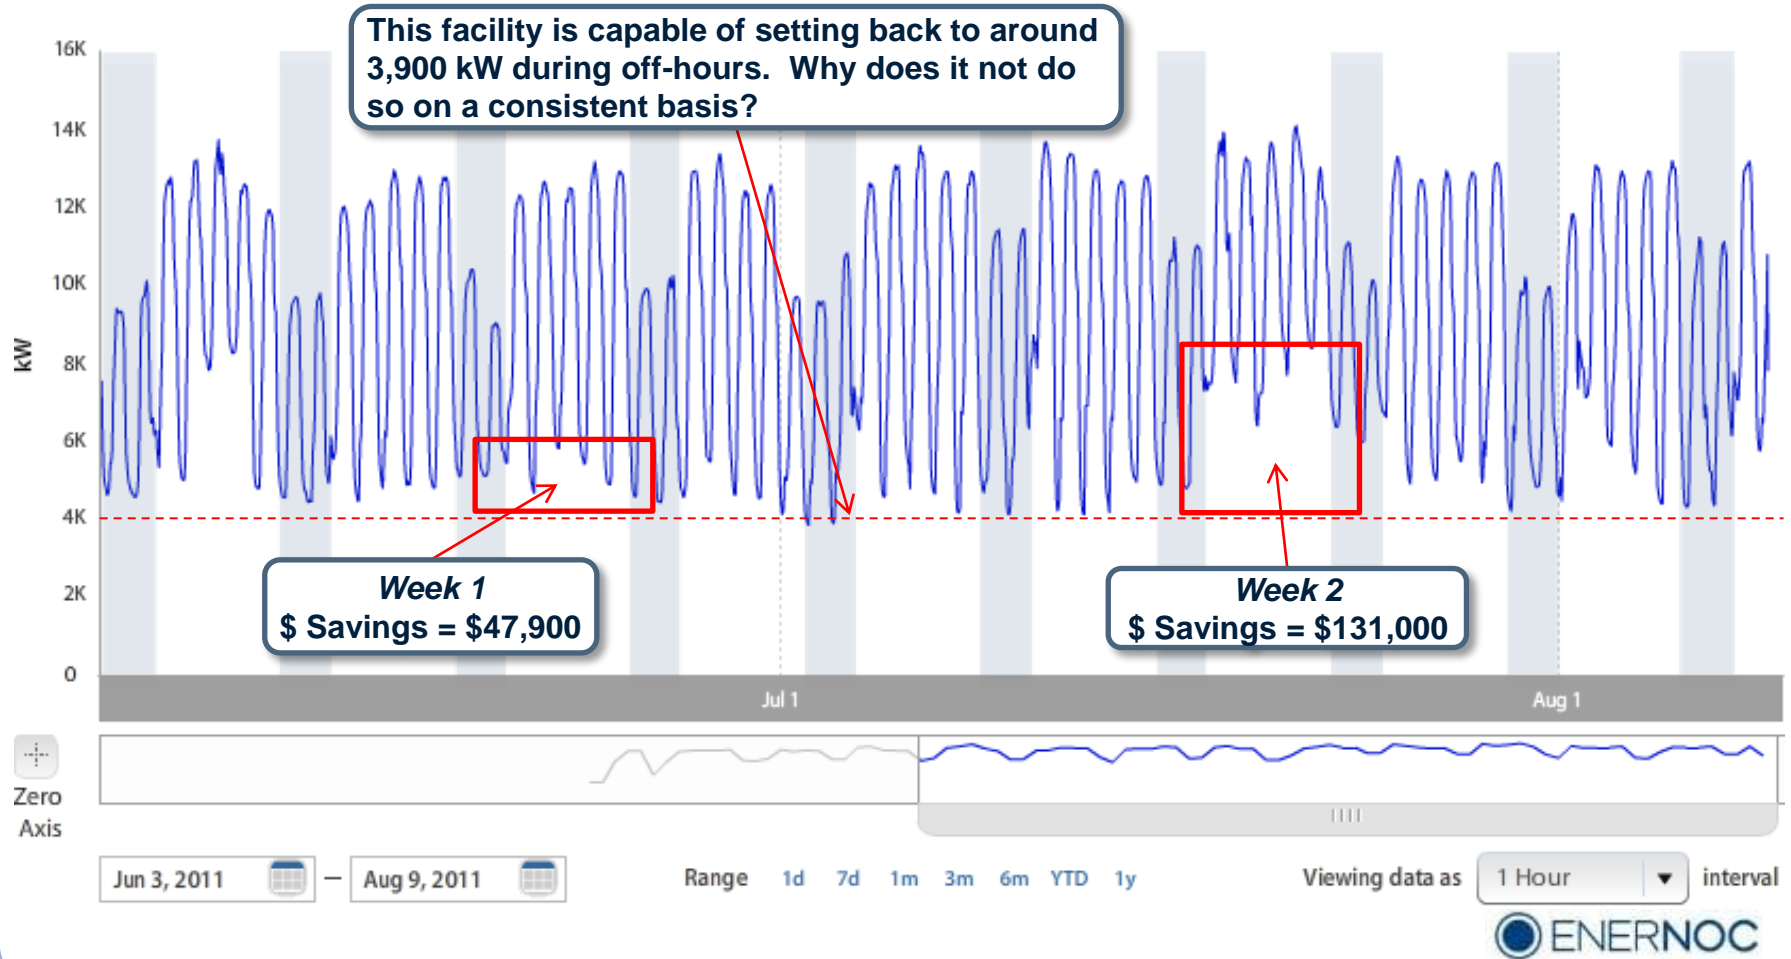 This facility is capable of setting back to around
3,900 kW during off-hours.  Why does it not do
so on a consistent basis?
16K
14K
12K
10K
8K
6K
4K
2K
0
kW
Week 1
$ Savings = $47,900
Week 2
$ Savings = $131,000
Jul 1
Aug 1
Zero
Axis
Jun 3, 2011 – Aug 9, 2011
Range 1d 7d 1m 3m 6m YTD 1y
Viewing data as 1 Hour interval
ENERNOC